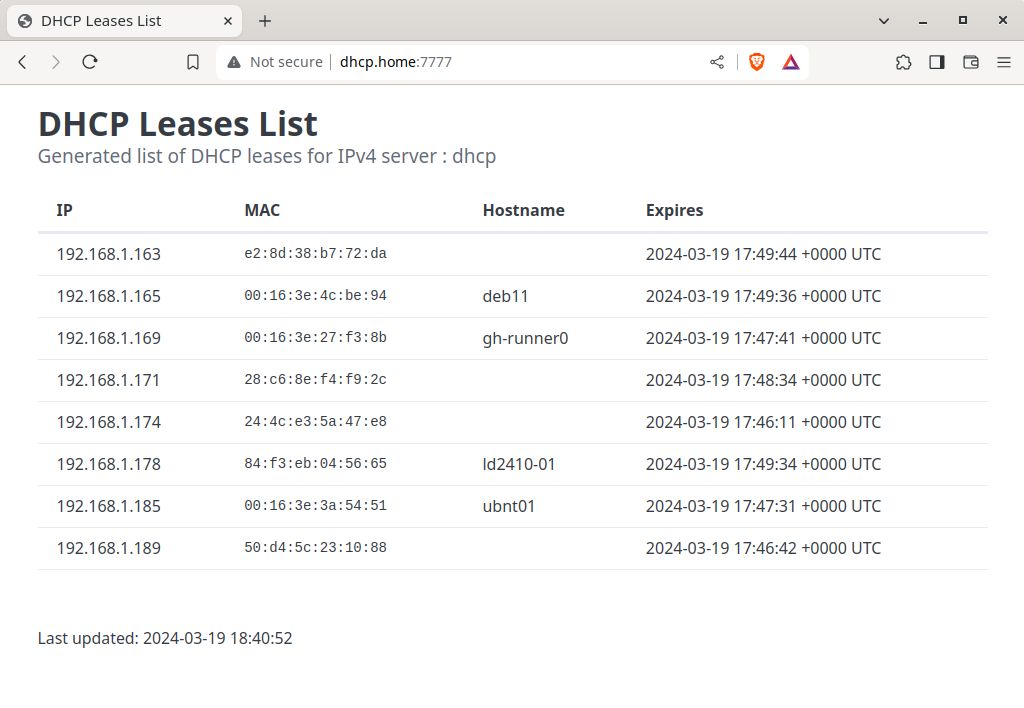 DHCP Leases List
Not secure dhcp.home:7777
DHCP Leases List
Generated list of DHCP leases for IPv4 server : dhcp
IP MAC Hostname Expires
192.168.1.163 e2:8d:38:b7:72:da 2024-03-19 17:49:44 +0000 UTC
192.168.1.165 00:16:3e:4c:be:94 deb11 2024-03-19 17:49:36 +0000 UTC
192.168.1.169 00:16:3e:27:f3:8b gh-runner0 2024-03-19 17:47:41 +0000 UTC
192.168.1.171 28:c6:8e:f4:f9:2c 2024-03-19 17:48:34 +0000 UTC
192.168.1.174 24:4c:e3:5a:47:e8 2024-03-19 17:46:11 +0000 UTC
192.168.1.178 84:f3:eb:04:56:65 ld2410-01 2024-03-19 17:49:34 +0000 UTC
192.168.1.185 00:16:3e:3a:54:51 ubnt01 2024-03-19 17:47:31 +0000 UTC
192.168.1.189 50:d4:5c:23:10:88 2024-03-19 17:46:42 +0000 UTC
Last updated: 2024-03-19 18:40:52